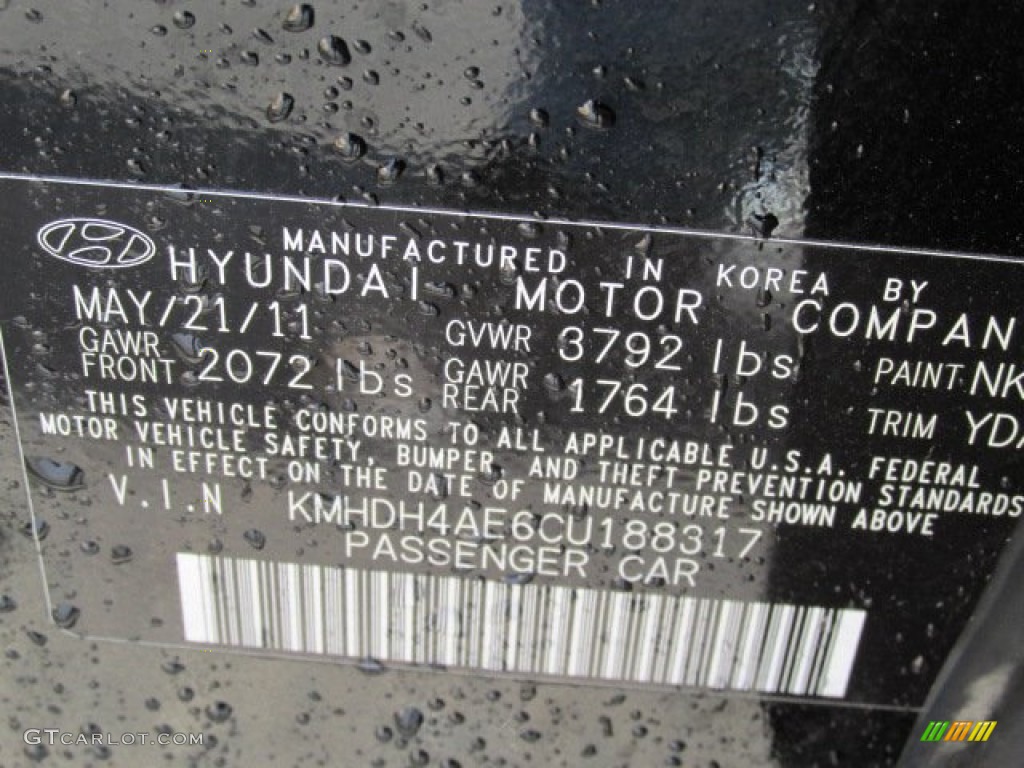 MANUFACTURED IN KOREA BY
HYUNDAI MOTOR COMPAN
MAY/21/11 GVWR 3792 lbs
GAWR FRONT 2072 lbs GAWR REAR 1764 lbs PAINT NK
TRIM YD
THIS VEHICLE CONFORMS TO ALL APPLICABLE U.S.A. FEDERAL
MOTOR VEHICLE SAFETY, BUMPER, AND THEFT PREVENTION STANDARDS
IN EFFECT ON THE DATE OF MANUFACTURE SHOWN ABOVE
V.I.N KMHDH4AE6CU188317
PASSENGER CAR
GTCARLOT.COM